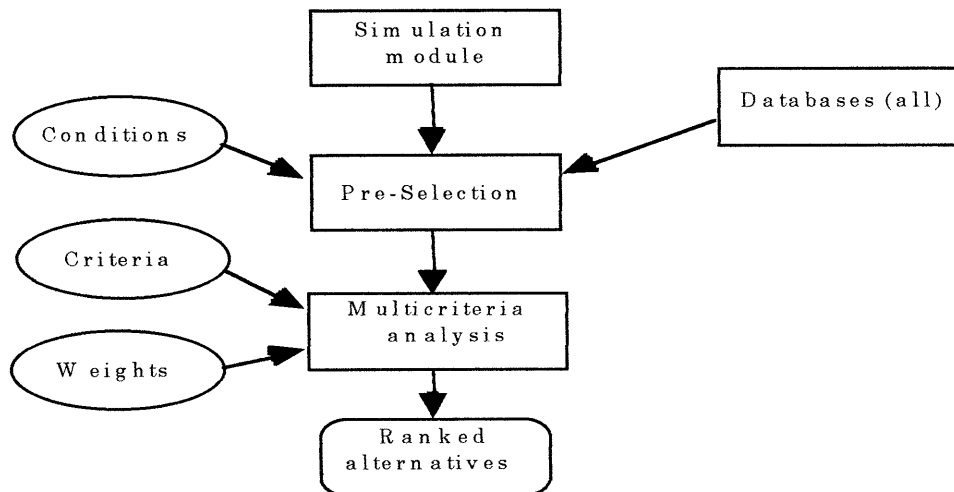 Simulation
module
Databases (all)
Conditions
Pre-Selection
Criteria
Multicriteria
analysis
Weights
Ranked
alternatives